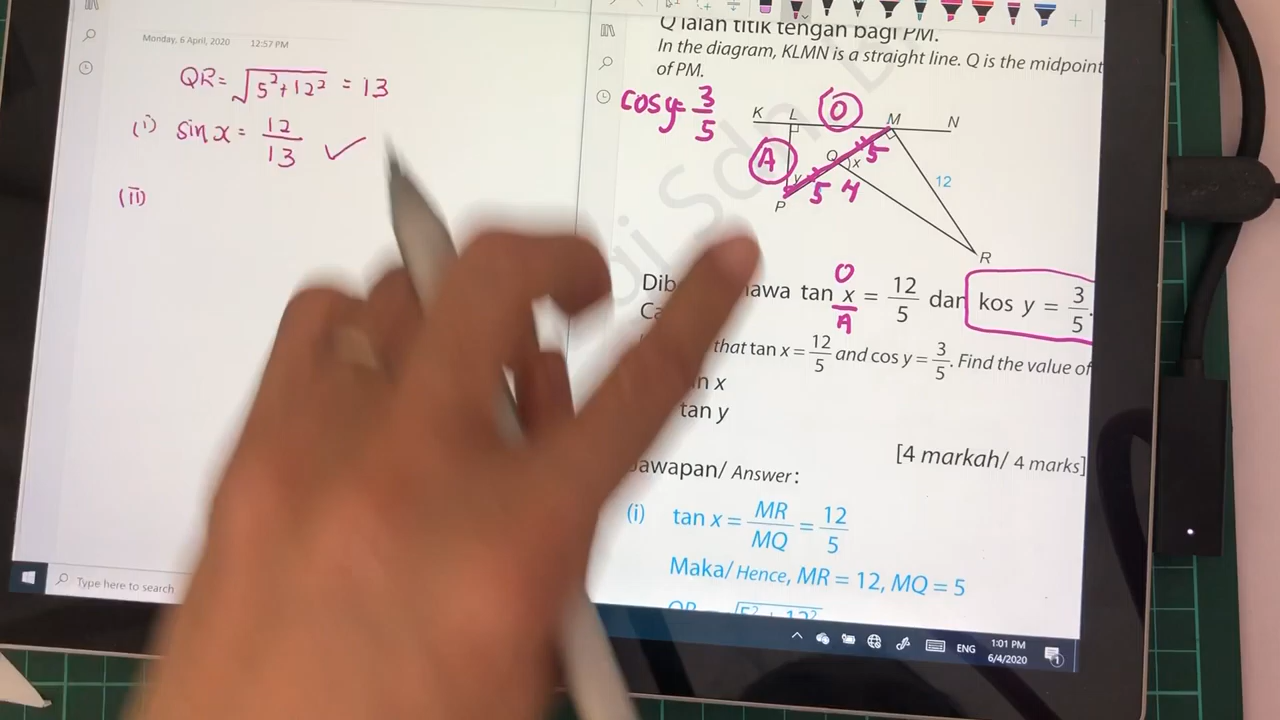 Monday, 6 April, 2020 12:57 PM
QR = √5²+12² = 13
(i) sin x = 12/13 ✓
(ii)
Type here to search
Q ialah titik tengah bagi PM.
In the diagram, KLMN is a straight line. Q is the midpoint
of PM.
cos y = 3/5
K L O M N
A Q x 5
y 5 H 12
P
R
O
tan x = 12/5 dan kos y = 3/5.
A
that tan x = 12/5 and cos y = 3/5. Find the value of
n x
tan y
[4 markah/ 4 marks]
Jawapan/ Answer:
(i) tan x = MR/MQ = 12/5
Maka/ Hence, MR = 12, MQ = 5
√5² + 12²
ENG 1:01 PM
6/4/2020